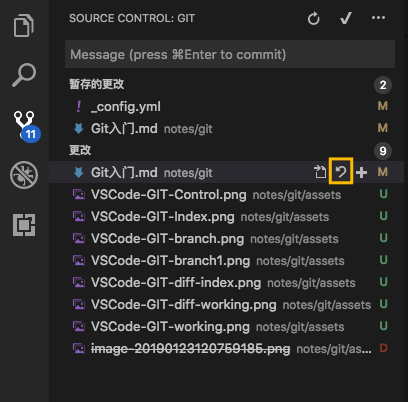 SOURCE CONTROL: GIT
Message (press ⌘Enter to commit)
暂存的更改 2
! _config.yml M
Git入门.md notes/git M
11
更改 9
Git入门.md notes/git M
VSCode-GIT-Control.png notes/git/assets U
VSCode-GIT-Index.png notes/git/assets U
VSCode-GIT-branch.png notes/git/assets U
VSCode-GIT-branch1.png notes/git/assets U
VSCode-GIT-diff-index.png notes/git/assets U
VSCode-GIT-diff-working.png notes/git/assets U
VSCode-GIT-working.png notes/git/assets U
image-20190123120759185.png notes/git/as... D